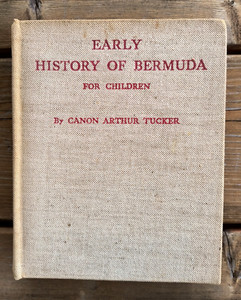 EARLY
HISTORY OF BERMUDA
FOR CHILDREN
By CANON ARTHUR TUCKER